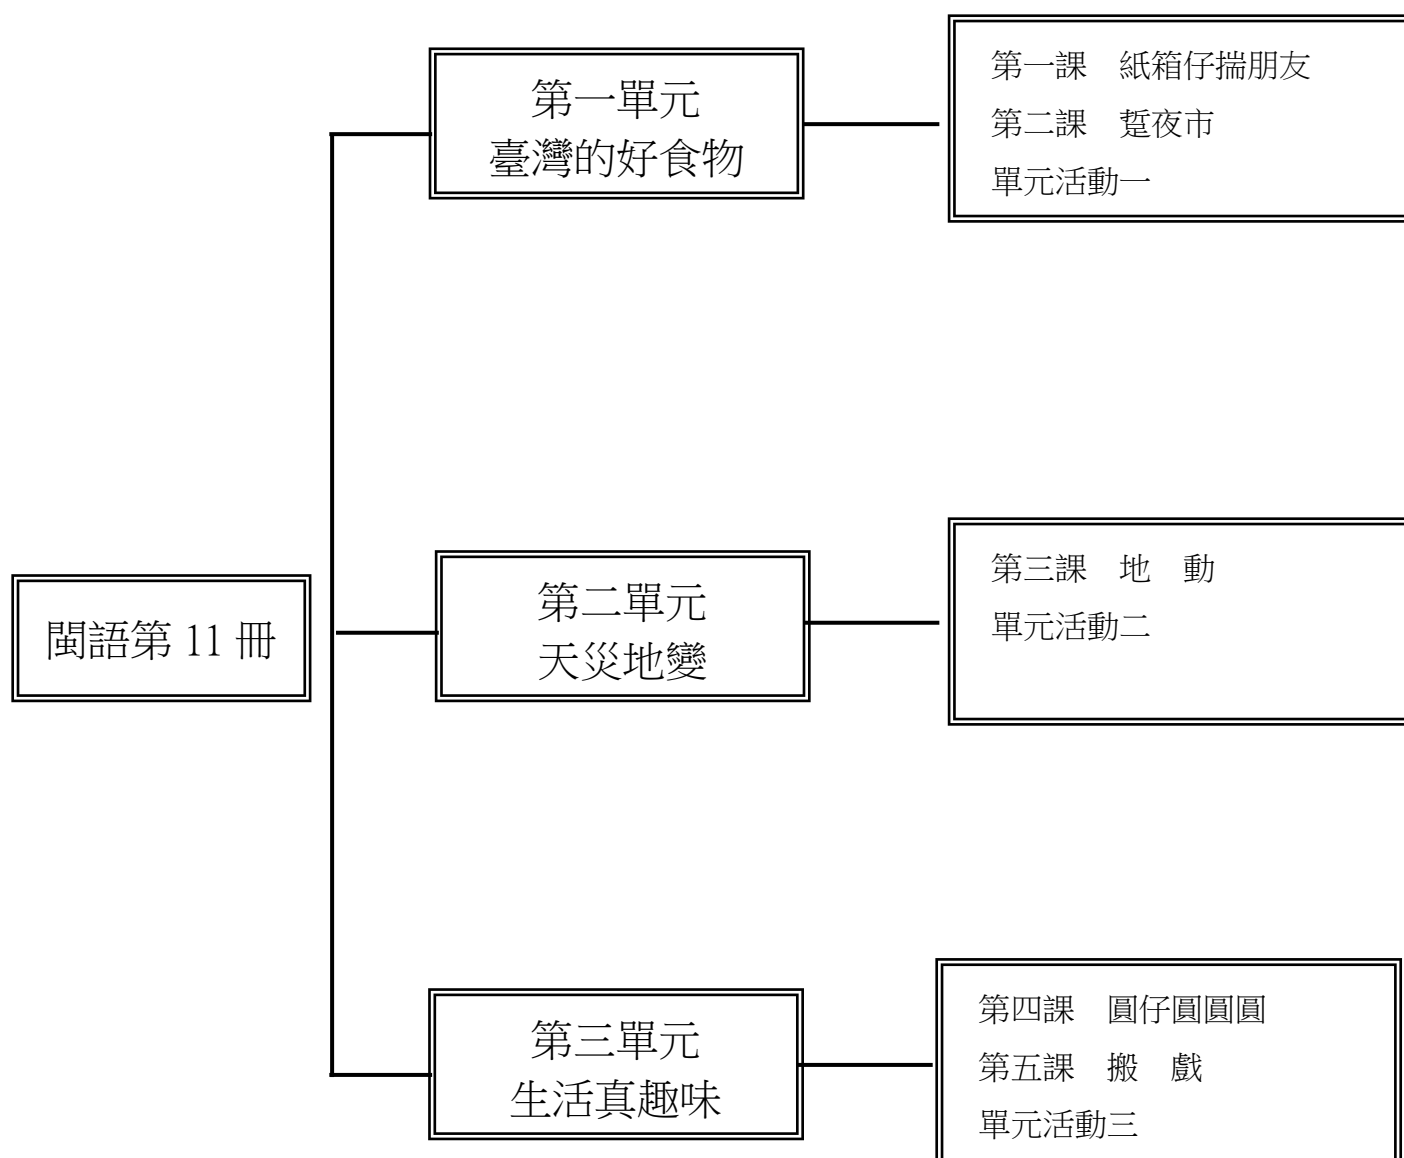 第一單元
臺灣的好食物
第一課　紙箱仔揣朋友
第二課　踅夜市
單元活動一
閩語第 11 冊
第二單元
天災地變
第三課　地　動
單元活動二
第三單元
生活真趣味
第四課　圓仔圓圓圓
第五課　搬　戲
單元活動三